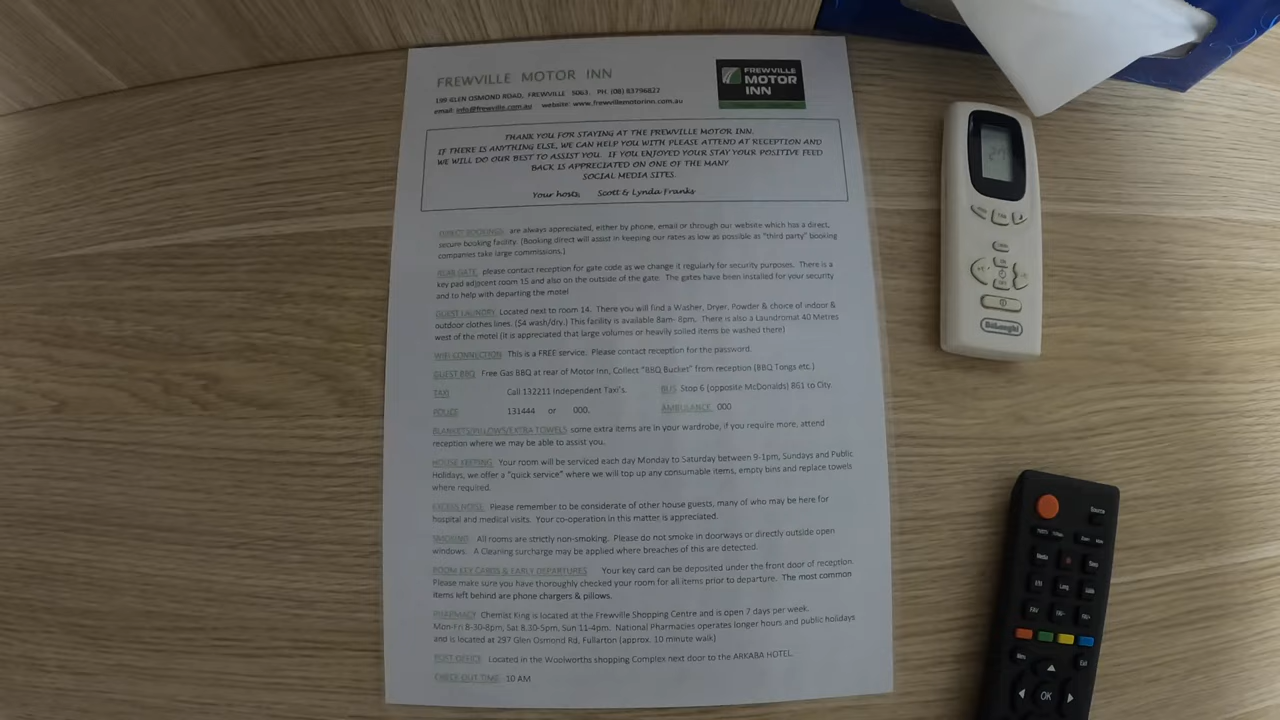 FREWVILLE MOTOR INN
199 GLEN OSMOND ROAD, FREWVILLE 5063. PH. (08) 83796822
email: info@frewville.com.au website: www.frewvillemotorinn.com.au
FREWVILLE
MOTOR
INN
THANK YOU FOR STAYING AT THE FREWVILLE MOTOR INN.
IF THERE IS ANYTHING ELSE, WE CAN HELP YOU WITH PLEASE ATTEND AT RECEPTION AND
WE WILL DO OUR BEST TO ASSIST YOU. IF YOU ENJOYED YOUR STAY YOUR POSITIVE FEED
BACK IS APPRECIATED ON ONE OF THE MANY
SOCIAL MEDIA SITES.
Your hosts, Scott & Lynda Franks
DIRECT BOOKINGS are always appreciated, either by phone, email or through our website which has a direct,
secure booking facility. (Booking direct will assist in keeping our rates as low as possible as "third party" booking
companies take large commissions.)
REAR GATE, please contact reception for gate code as we change it regularly for security purposes. There is a
key pad adjacent room 15 and also on the outside of the gate. The gates have been installed for your security
and to help with departing the motel
GUEST LAUNDRY Located next to room 14. There you will find a Washer, Dryer, Powder & choice of indoor &
outdoor clothes lines. ($4 wash/dry.) This facility is available 8am- 8pm. There is also a Laundromat 40 Metres
west of the motel (it is appreciated that large volumes or heavily soiled items be washed there)
WIFI CONNECTION This is a FREE service. Please contact reception for the password.
GUEST BBQ Free Gas BBQ at rear of Motor Inn, Collect "BBQ Bucket" from reception (BBQ Tongs etc.)
TAXI Call 132211 Independent Taxi's. BUS Stop 6 (opposite McDonalds) 861 to City.
POLICE 131444 or 000. AMBULANCE 000
BLANKETS/PILLOWS/EXTRA TOWELS some extra items are in your wardrobe, if you require more, attend
reception where we may be able to assist you.
HOUSE KEEPING Your room will be serviced each day Monday to Saturday between 9-1pm, Sundays and Public
Holidays, we offer a "quick service" where we will top up any consumable items, empty bins and replace towels
where required.
EXCESS NOISE Please remember to be considerate of other house guests, many of who may be here for
hospital and medical visits. Your co-operation in this matter is appreciated.
SMOKING All rooms are strictly non-smoking. Please do not smoke in doorways or directly outside open
windows. A Cleaning surcharge may be applied where breaches of this are detected.
ROOM KEY CARDS & EARLY DEPARTURES Your key card can be deposited under the front door of reception.
Please make sure you have thoroughly checked your room for all items prior to departure. The most common
items left behind are phone chargers & pillows.
PHARMACY Chemist King is located at the Frewville Shopping Centre and is open 7 days per week.
Mon-Fri 8-30-8pm, Sat 8.30-5pm, Sun 11-4pm. National Pharmacies operates longer hours and public holidays
and is located at 297 Glen Osmond Rd, Fullarton (approx. 10 minute walk)
POST OFFICE Located in the Woolworths shopping Complex next door to the ARKABA HOTEL.
CHECK OUT TIME 10 AM
DeLonghi
Source
FAV
Menu
Exit
OK